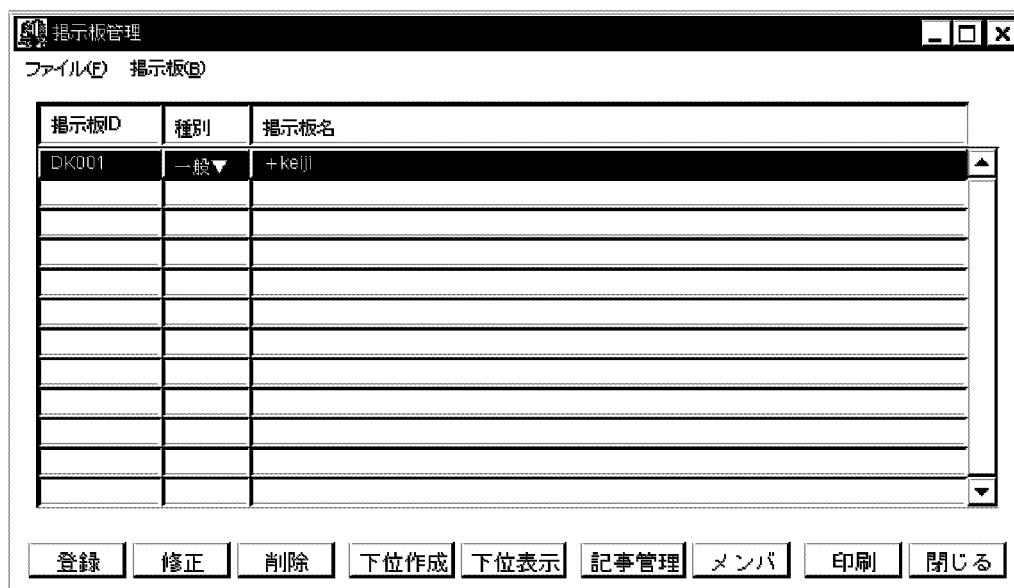 掲示板管理
ファイル(F) 掲示板(B)
掲示板ID 種別 掲示板名
DK001 一般▼ +keiji
登録 修正 削除 下位作成 下位表示 記事管理 メンバ 印刷 閉じる